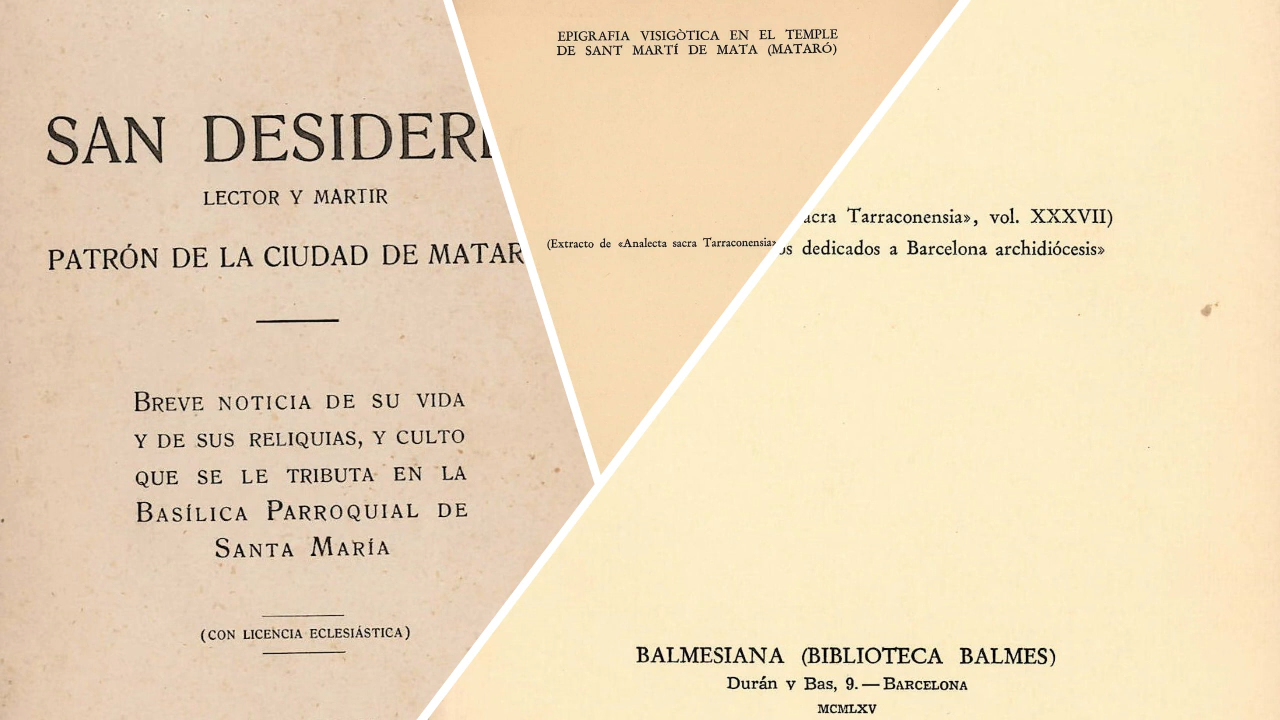 SAN DESIDERI
LECTOR Y MARTIR
PATRÓN DE LA CIUDAD DE MATAR
BREVE NOTICIA DE SU VIDA
Y DE SUS RELIQUIAS, Y CULTO
QUE SE LE TRIBUTA EN LA
BASÍLICA PARROQUIAL DE
SANTA MARÍA
(CON LICENCIA ECLESIÁSTICA)
EPIGRAFIA VISIGÒTICA EN EL TEMPLE
DE SANT MARTÍ DE MATA (MATARÓ)
(Extracto de «Analecta sacra Tarraconensia»
acra Tarraconensia», vol. XXXVII)
os dedicados a Barcelona archidiócesis»
BALMESIANA (BIBLIOTECA BALMES)
Durán y Bas, 9. — BARCELONA
MCMLXV